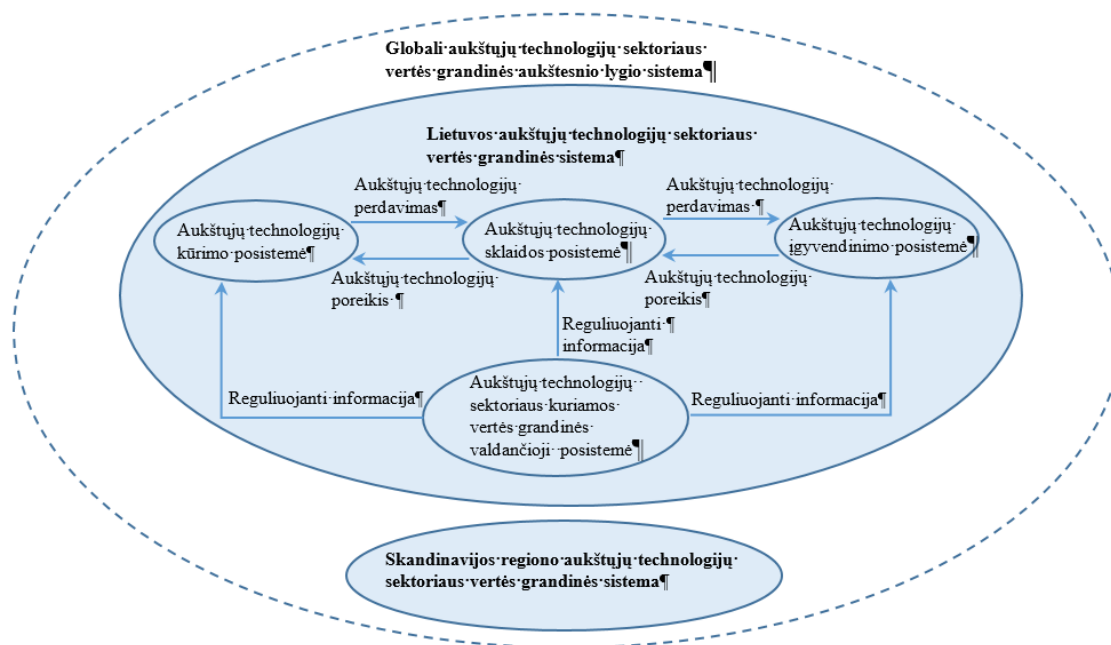 Globali·aukštųjų·technologijų·sektoriaus·
vertės·grandinės·aukštesnio·lygio·sistema¶
Lietuvos·aukštųjų·technologijų·sektoriaus·
vertės·grandinės·sistema¶
Aukštųjų·technologijų·
perdavimas¶
Aukštųjų·technologijų·
perdavimas·¶
Aukštųjų·technologijų·
kūrimo·posistemė¶
Aukštųjų·technologijų·
sklaidos·posistemė¶
Aukštųjų·technologijų·
įgyvendinimo·posistemė¶
Aukštųjų·technologijų·
poreikis·¶
Aukštųjų·technologijų·
poreikis¶
Reguliuojanti·¶
informacija¶
Reguliuojanti·informacija¶
Aukštųjų·technologijų··
sektoriaus·kuriamos·
vertės·grandinės·
valdančioji··posistemė¶
Reguliuojanti·informacija¶
Skandinavijos·regiono·aukštųjų·technologijų·
sektoriaus·vertės·grandinės·sistema¶